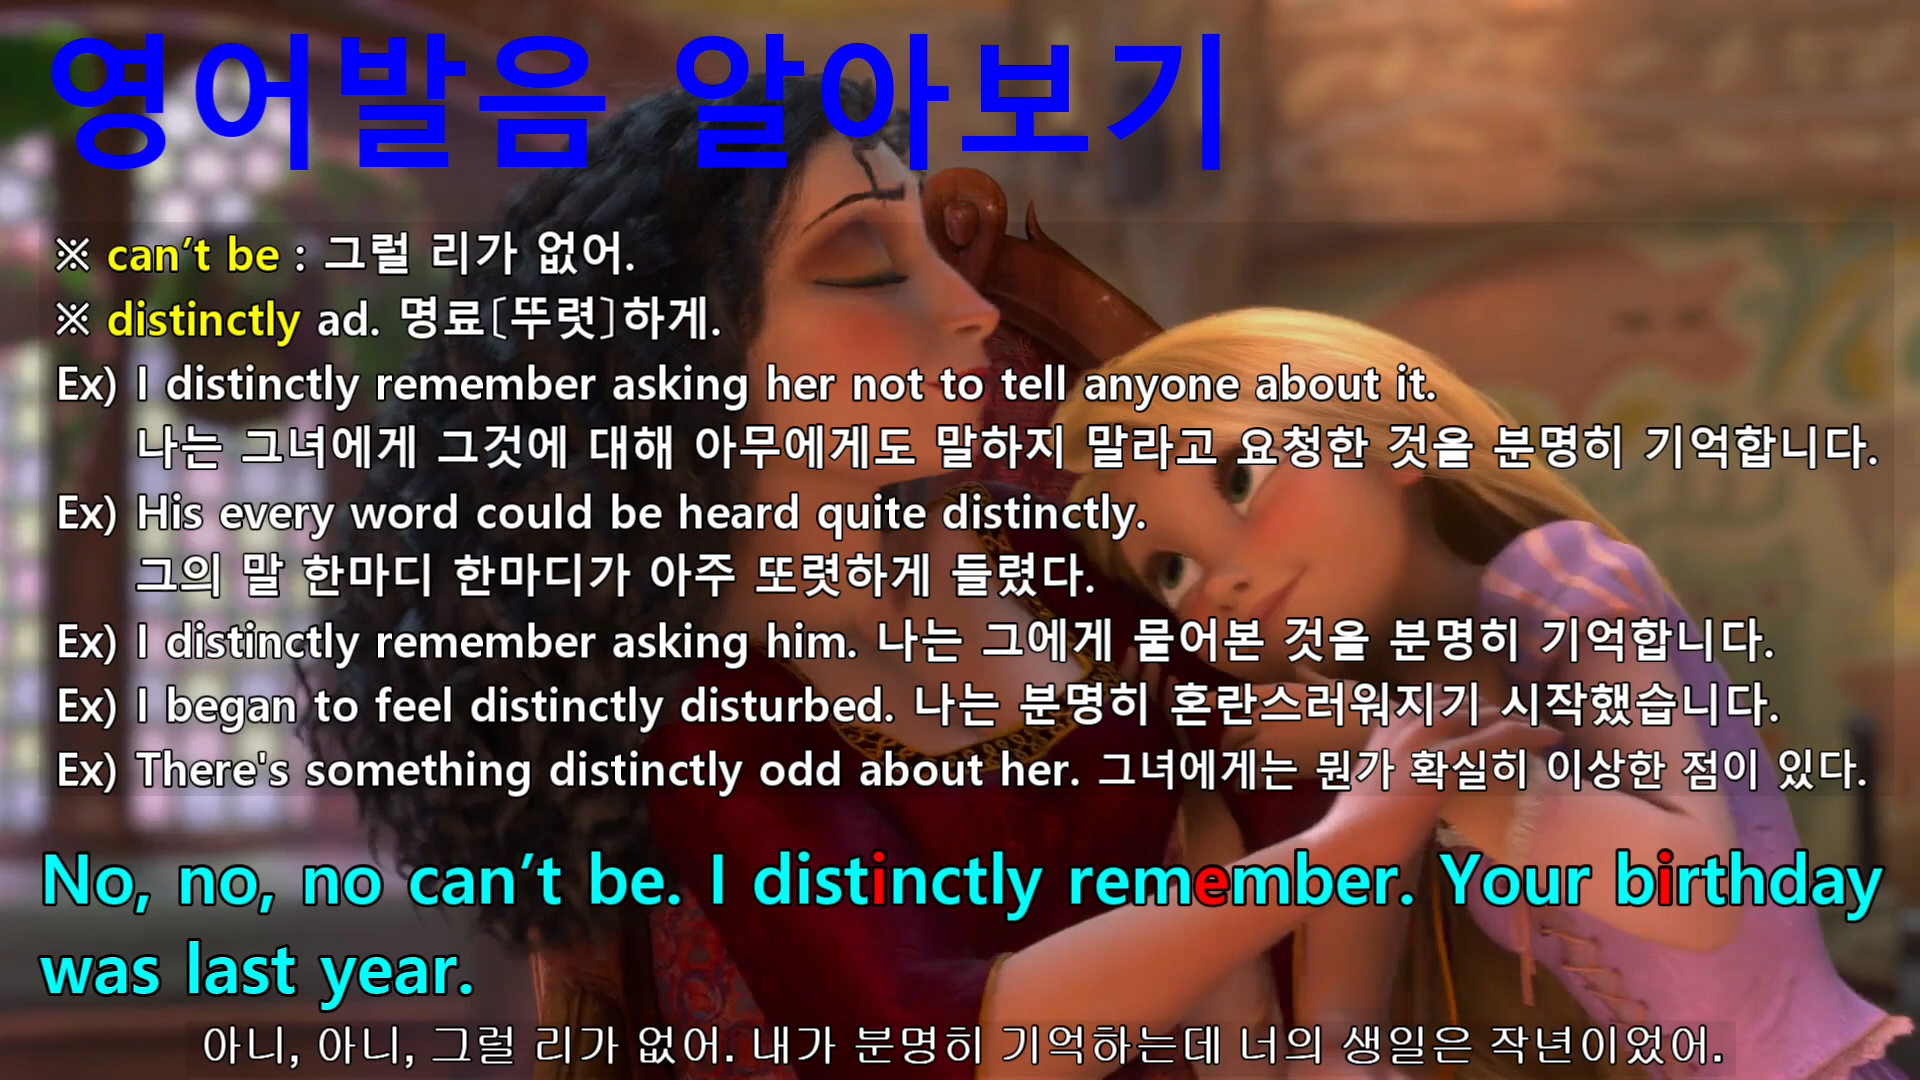 영어발음 알아보기
※ can’t be : 그럴 리가 없어.
※ distinctly ad. 명료[뚜렷]하게.
Ex) I distinctly remember asking her not to tell anyone about it.
나는 그녀에게 그것에 대해 아무에게도 말하지 말라고 요청한 것을 분명히 기억합니다.
Ex) His every word could be heard quite distinctly.
그의 말 한마디 한마디가 아주 또렷하게 들렸다.
Ex) I distinctly remember asking him. 나는 그에게 물어본 것을 분명히 기억합니다.
Ex) I began to feel distinctly disturbed. 나는 분명히 혼란스러워지기 시작했습니다.
Ex) There's something distinctly odd about her. 그녀에게는 뭔가 확실히 이상한 점이 있다.
No, no, no can’t be. I distinctly remember. Your birthday
was last year.
아니, 아니, 그럴 리가 없어. 내가 분명히 기억하는데 너의 생일은 작년이었어.